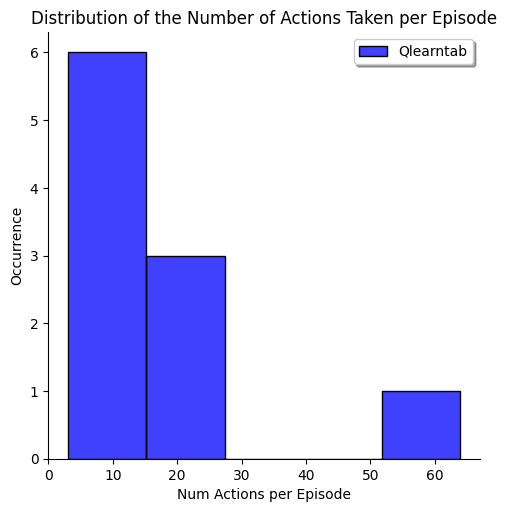 Distribution of the Number of Actions Taken per Episode
Qlearntab
6
5
4
3
2
1
0
Occurrence
0 10 20 30 40 50 60
Num Actions per Episode